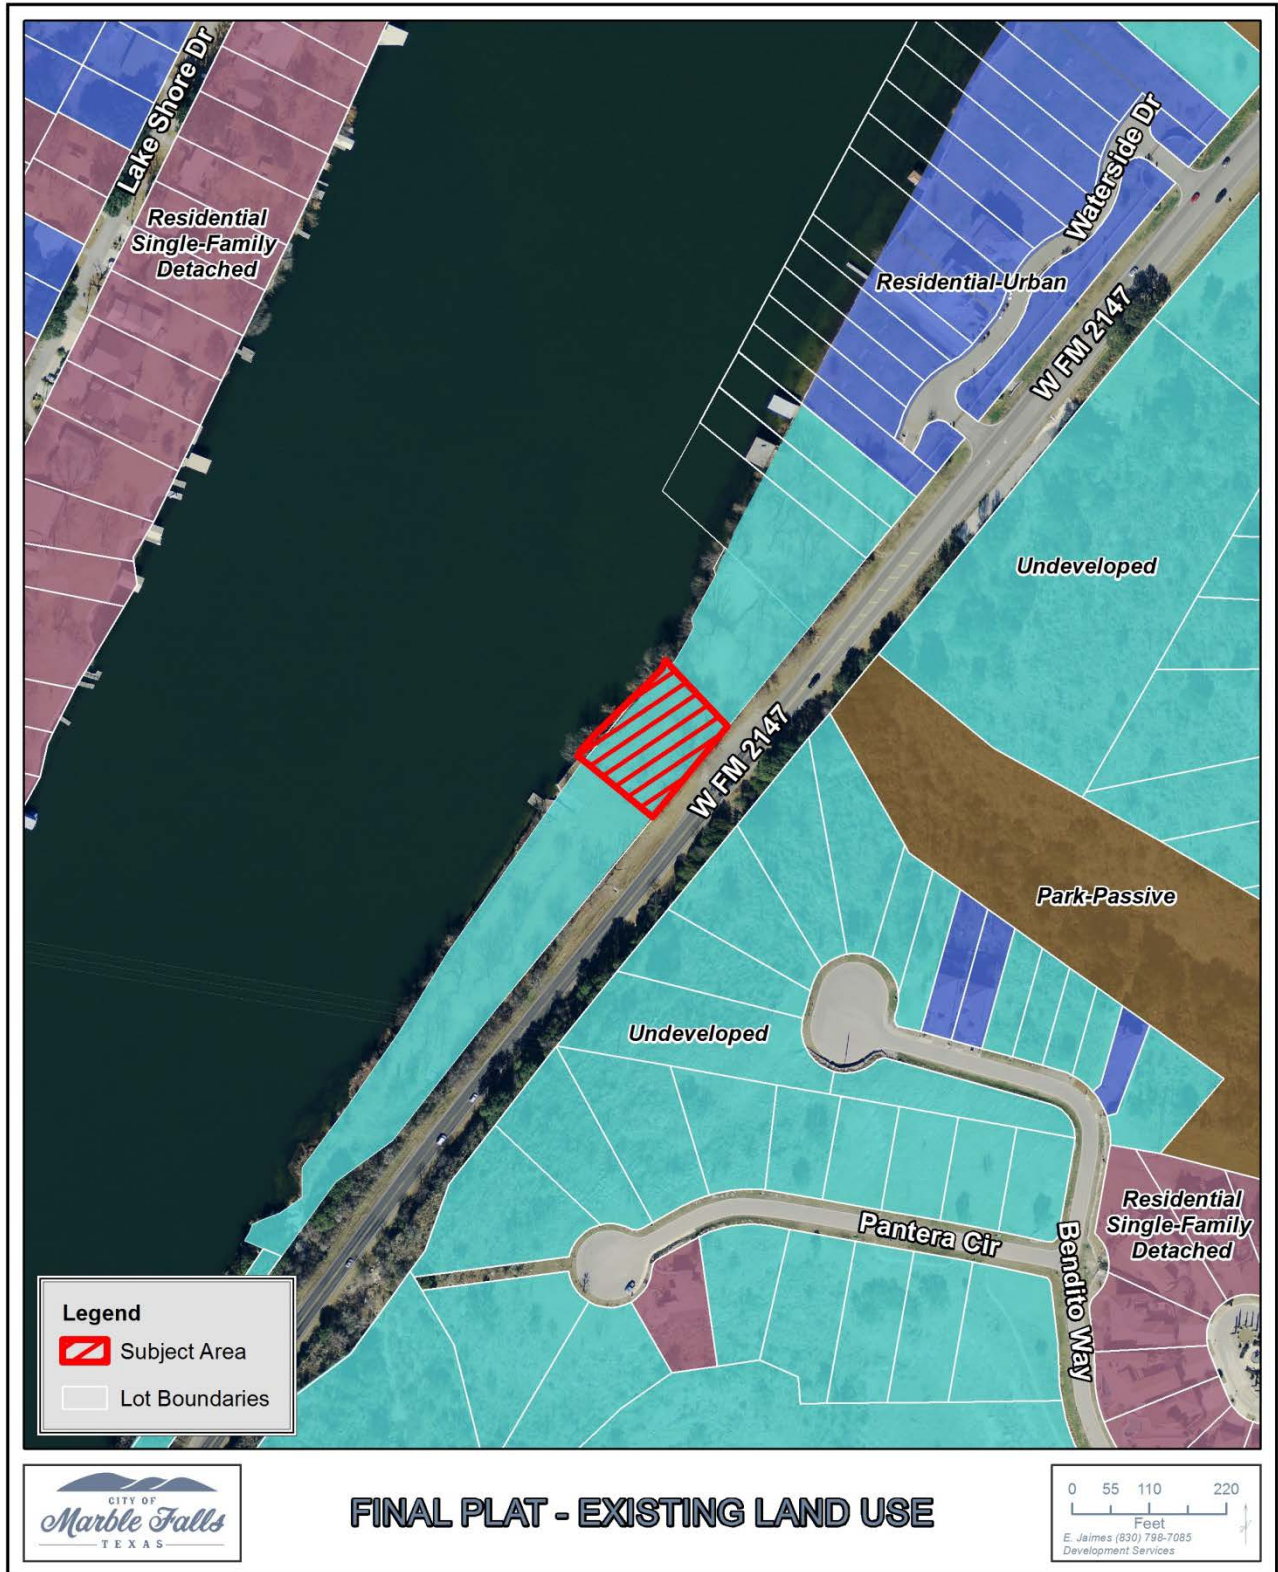 Lake Shore Dr
Residential
Single-Family
Detached
Waterside Dr
Residential-Urban
W FM 2147
Undeveloped
W FM 2147
Park-Passive
Undeveloped
Residential
Single-Family
Detached
Pantera Cir
Bendito Way
Legend
Subject Area
Lot Boundaries
CITY OF
Marble Falls
TEXAS
FINAL PLAT - EXISTING LAND USE
0 55 110 220
Feet
E. Jaimes (830) 798-7085
Development Services